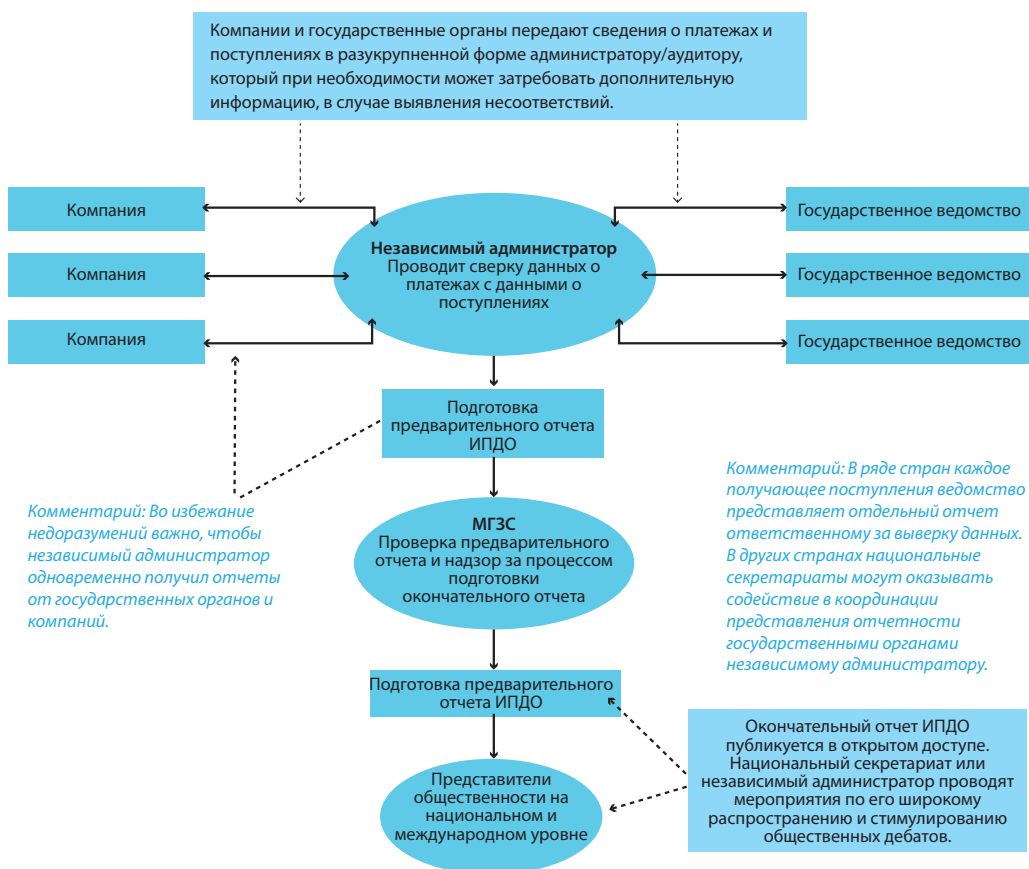 Компании и государственные органы передают сведения о платежах и
поступлениях в разукрупненной форме администратору/аудитору,
который при необходимости может затребовать дополнительную
информацию, в случае выявления несоответствий.
Компания
Компания
Компания
Независимый администратор
Проводит сверку данных о
платежах с данными о
поступлениях
Государственное ведомство
Государственное ведомство
Государственное ведомство
Подготовка
предварительного отчета
ИПДО
Комментарий: Во избежание
недоразумений важно, чтобы
независимый администратор
одновременно получил отчеты
от государственных органов и
компаний.
МГЗС
Проверка предварительного
отчета и надзор за процессом
подготовки
окончательного отчета
Комментарий: В ряде стран каждое
получающее поступления ведомство
представляет отдельный отчет
ответственному за выверку данных.
В других странах национальные
секретариаты могут оказывать
содействие в координации
представления отчетности
государственными органами
независимому администратору.
Подготовка предварительного
отчета ИПДО
Представители
общественности на
национальном и
международном уровне
Окончательный отчет ИПДО
публикуется в открытом доступе.
Национальный секретариат или
независимый администратор проводят
мероприятия по его широкому
распространению и стимулированию
общественных дебатов.